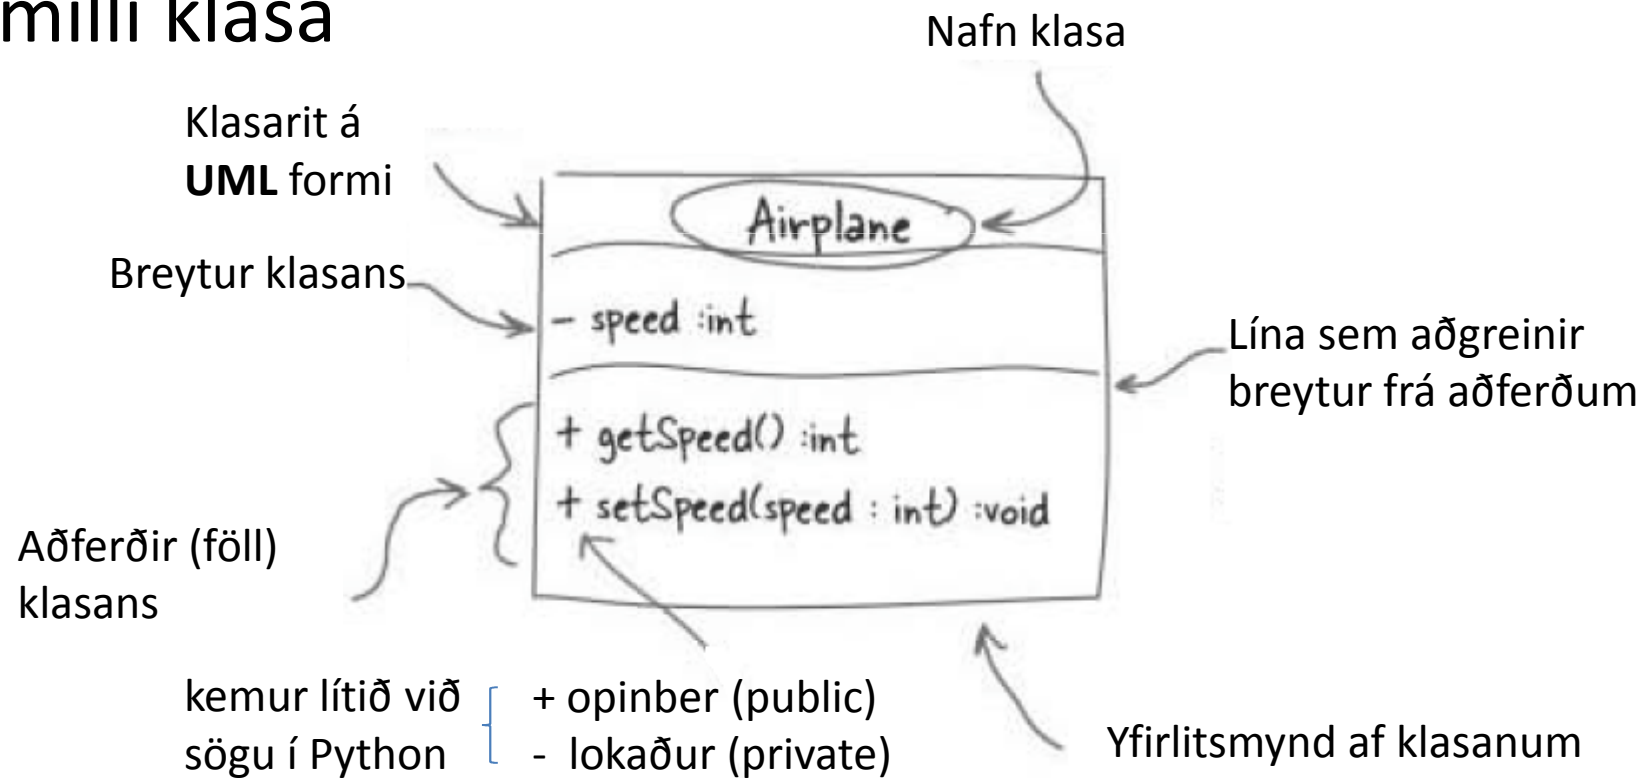 milli klasa
Nafn klasa
Klasarit á
UML formi
Airplane
Breytur klasans
- speed :int
Lína sem aðgreinir
breytur frá aðferðum
+ getSpeed() :int
+ setSpeed(speed : int) :void
Aðferðir (föll)
klasans
kemur lítið við
sögu í Python
+ opinber (public)
- lokaður (private)
Yfirlitsmynd af klasanum